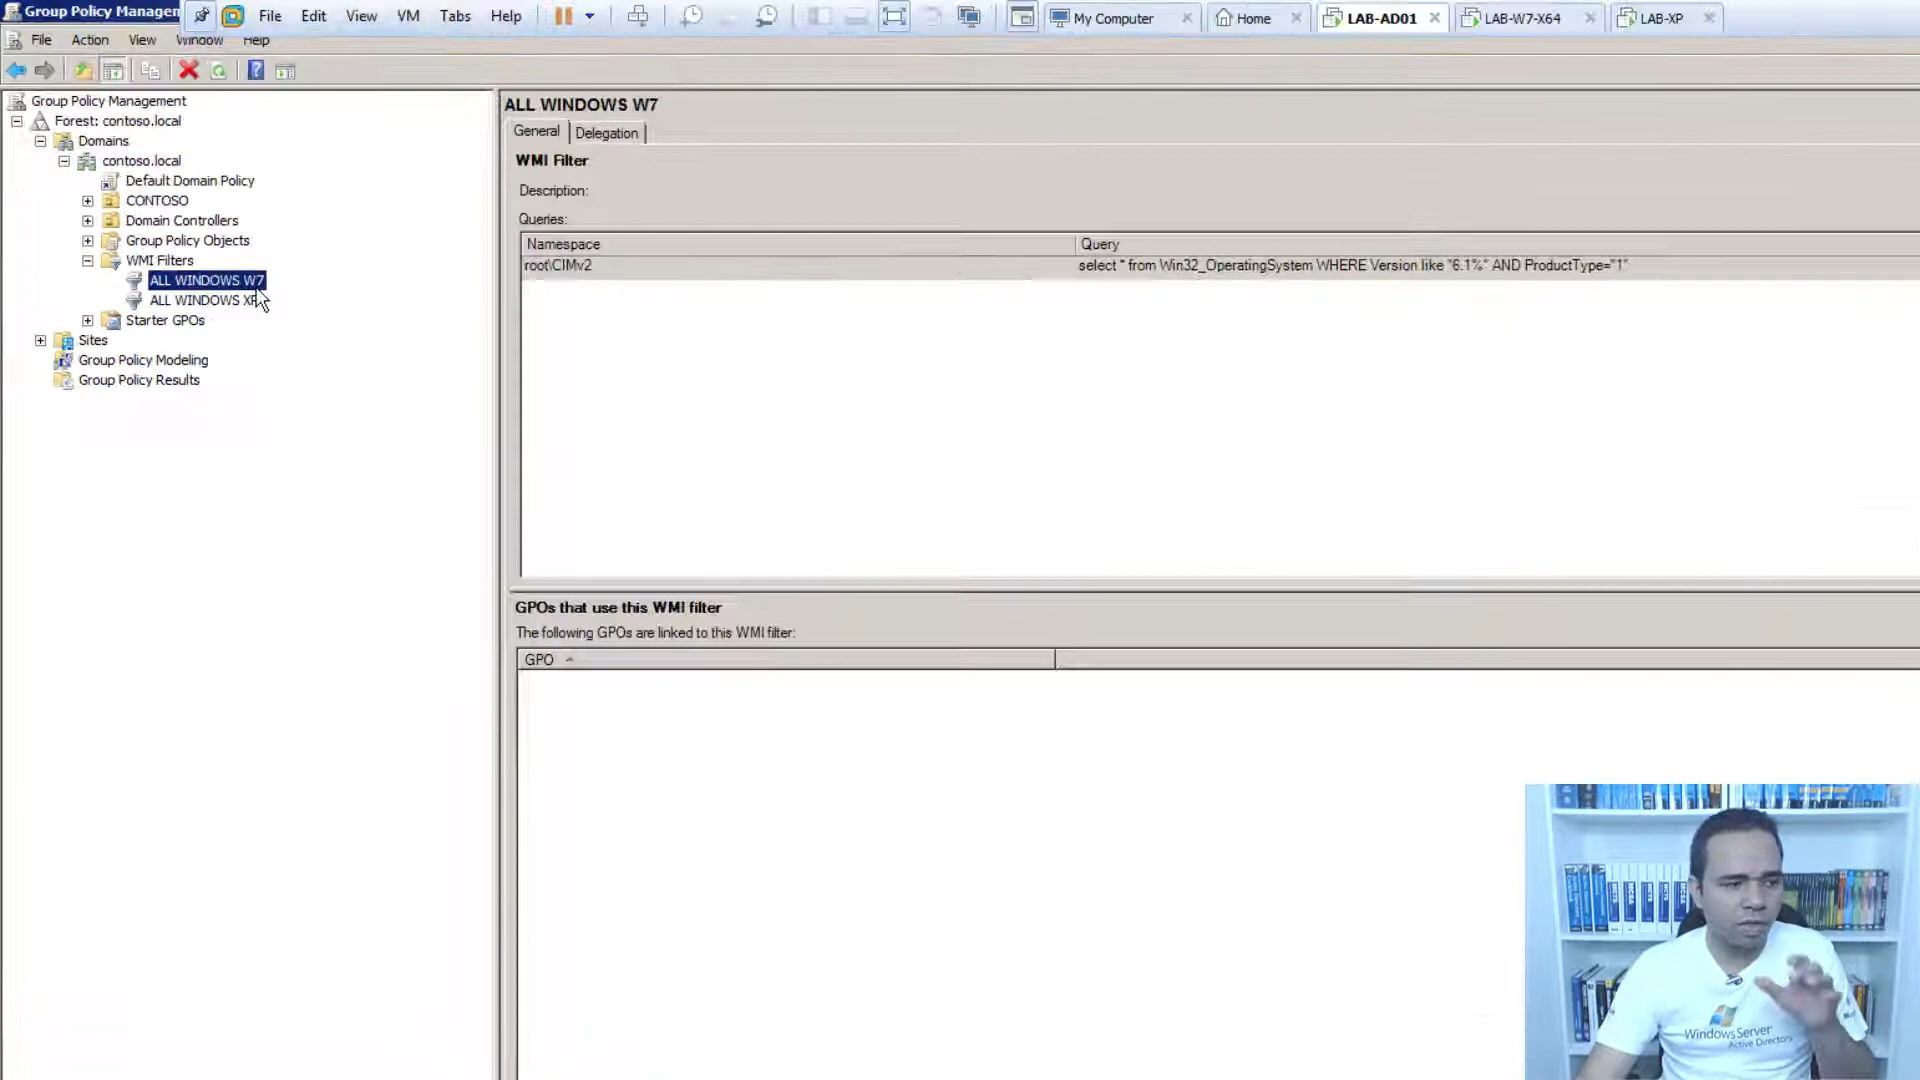 Group Policy Managem
File Edit View VM Tabs Help
My Computer
Home
LAB-AD01
LAB-W7-X64
LAB-XP
File Action View Window Help
Group Policy Management
Forest: contoso.local
Domains
contoso.local
Default Domain Policy
CONTOSO
Domain Controllers
Group Policy Objects
WMI Filters
ALL WINDOWS W7
ALL WINDOWS XP
Starter GPOs
Sites
Group Policy Modeling
Group Policy Results
ALL WINDOWS W7
General Delegation
WMI Filter
Description:
Queries:
Namespace Query
root\CIMv2 select * from Win32_OperatingSystem WHERE Version like "6.1%" AND ProductType="1"
GPOs that use this WMI filter
The following GPOs are linked to this WMI filter:
GPO
Windows Server
Active Directory